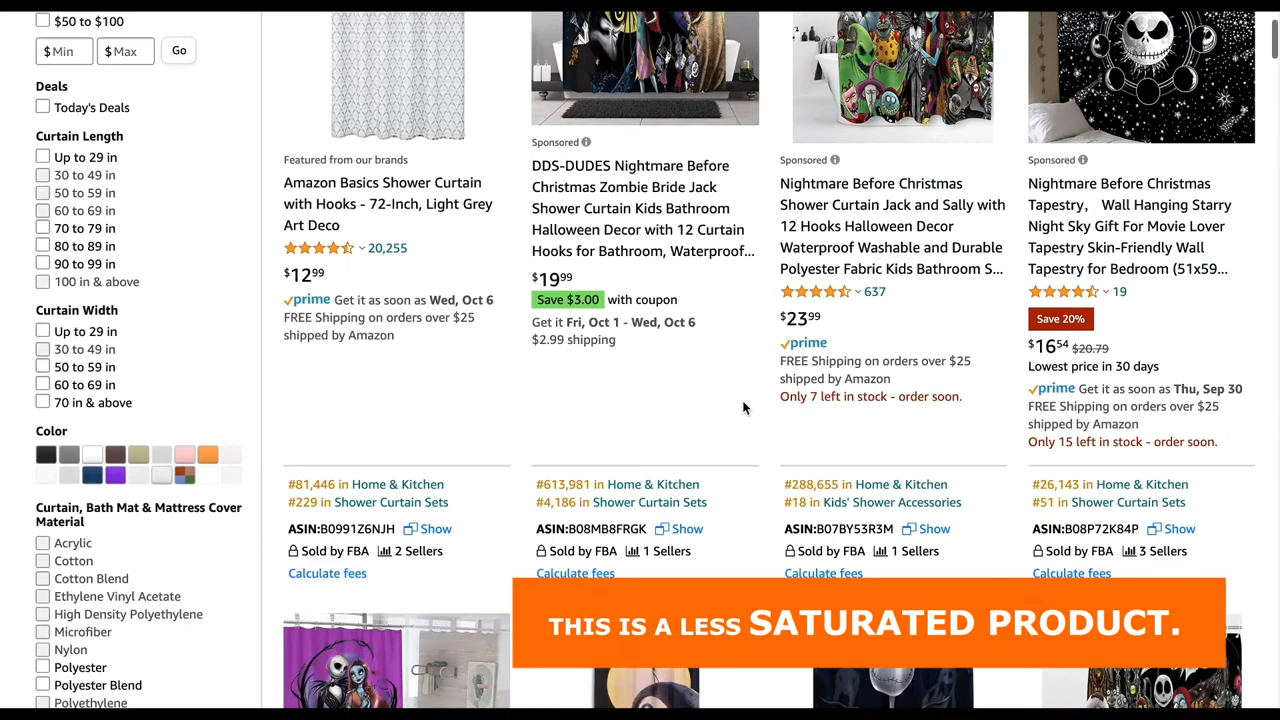 $50 to $100
$ Min $ Max Go
Deals
Today's Deals
Curtain Length
Up to 29 in
30 to 49 in
50 to 59 in
60 to 69 in
70 to 79 in
80 to 89 in
90 to 99 in
100 in & above
Curtain Width
Up to 29 in
30 to 49 in
50 to 59 in
60 to 69 in
70 in & above
Color
Curtain, Bath Mat & Mattress Cover
Material
Acrylic
Cotton
Cotton Blend
Ethylene Vinyl Acetate
High Density Polyethylene
Microfiber
Nylon
Polyester
Polyester Blend
Polyethylene
Featured from our brands
Amazon Basics Shower Curtain
with Hooks - 72-Inch, Light Grey
Art Deco
20,255
$12 99
prime Get it as soon as Wed, Oct 6
FREE Shipping on orders over $25
shipped by Amazon
#81,446 in Home & Kitchen
#229 in Shower Curtain Sets
ASIN:B0991Z6NJH Show
Sold by FBA 2 Sellers
Calculate fees
Sponsored
DDS-DUDES Nightmare Before
Christmas Zombie Bride Jack
Shower Curtain Kids Bathroom
Halloween Decor with 12 Curtain
Hooks for Bathroom, Waterproof...
$19 99
Save $3.00 with coupon
Get it Fri, Oct 1 - Wed, Oct 6
$2.99 shipping
#613,981 in Home & Kitchen
#4,186 in Shower Curtain Sets
ASIN:B08MB8FRGK Show
Sold by FBA 1 Sellers
Calculate fees
Sponsored
Nightmare Before Christmas
Shower Curtain Jack and Sally with
12 Hooks Halloween Decor
Waterproof Washable and Durable
Polyester Fabric Kids Bathroom S...
637
$23 99
prime
FREE Shipping on orders over $25
shipped by Amazon
Only 7 left in stock - order soon.
#288,655 in Home & Kitchen
#18 in Kids' Shower Accessories
ASIN:B07BY53R3M Show
Sold by FBA 1 Sellers
Calculate fees
Sponsored
Nightmare Before Christmas
Tapestry， Wall Hanging Starry
Night Sky Gift For Movie Lover
Tapestry Skin-Friendly Wall
Tapestry for Bedroom (51x59...
19
Save 20%
$16 54 $20.79
Lowest price in 30 days
prime Get it as soon as Thu, Sep 30
FREE Shipping on orders over $25
shipped by Amazon
Only 15 left in stock - order soon.
#26,143 in Home & Kitchen
#51 in Shower Curtain Sets
ASIN:B08P72K84P Show
Sold by FBA 3 Sellers
Calculate fees
THIS IS A LESS SATURATED PRODUCT.